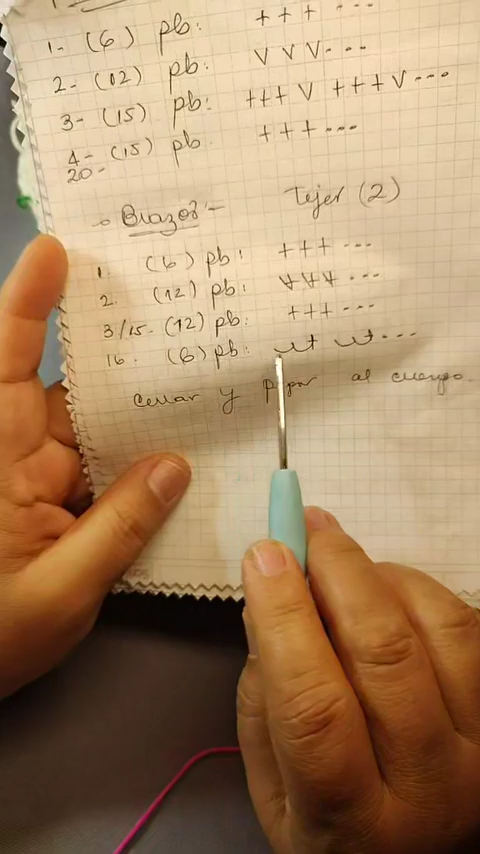 1- (6) pb: + + + ---
2- (12) pb: V V V ---
3- (15) pb: +++ V +++ V ---
4- (15) pb: +++ ---
20-
- Brazos:- Tejer (2)
1. (6) pb: +++ ---
2. (12) pb: ---
3/15- (12) pb: +++ ---
16. (6) pb: ---
cerrar y al cuerpo.